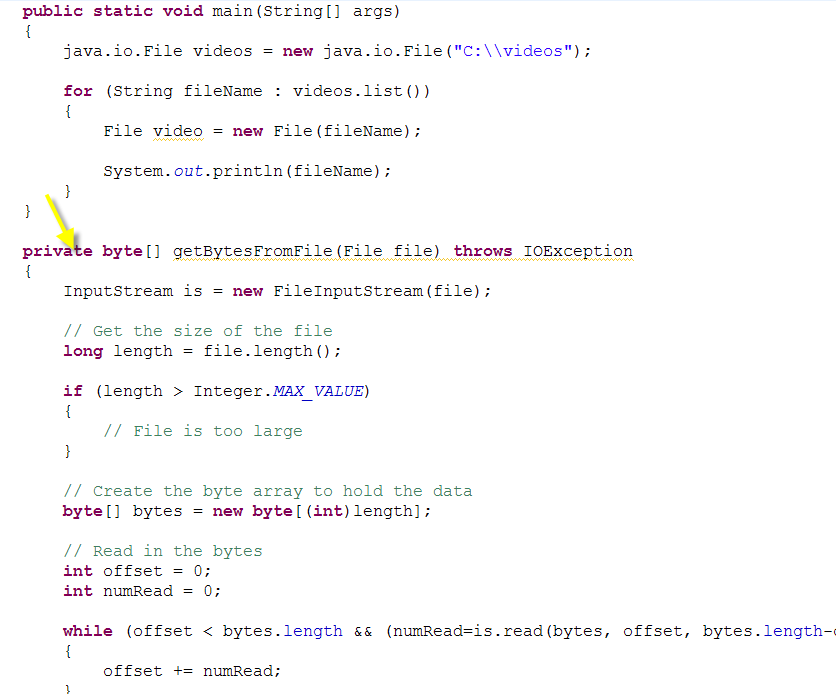 public static void main(String[] args)
{
    java.io.File videos = new java.io.File("C:\\videos");
    for (String fileName : videos.list())
    {
        File video = new File(fileName);
        System.out.println(fileName);
    }
}
private byte[] getBytesFromFile(File file) throws IOException
{
    InputStream is = new FileInputStream(file);
    // Get the size of the file
    long length = file.length();
    if (length > Integer.MAX_VALUE)
    {
        // File is too large
    }
    // Create the byte array to hold the data
    byte[] bytes = new byte[(int)length];
    // Read in the bytes
    int offset = 0;
    int numRead = 0;
    while (offset < bytes.length && (numRead=is.read(bytes, offset, bytes.length-
    {
        offset += numRead;
    }